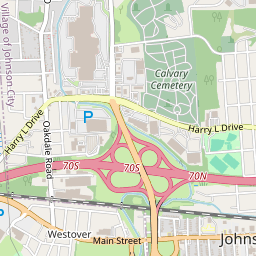 Village of Johnson City
Calvary
Cemetery
Harry L Drive
Harry L Drive
P
Oakdale Road
70S
70S
70N
P
Westover
Main Street
Johns